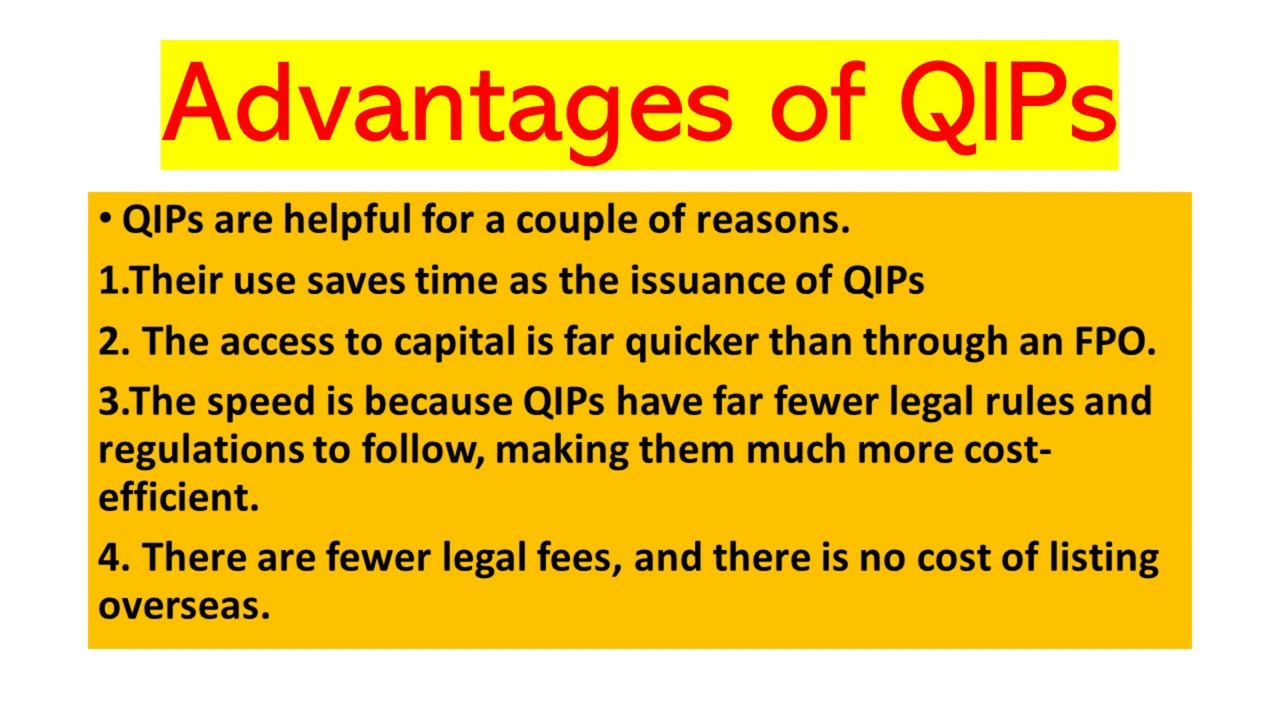 Advantages of QIPs
• QIPs are helpful for a couple of reasons.
1.Their use saves time as the issuance of QIPs
2. The access to capital is far quicker than through an FPO.
3.The speed is because QIPs have far fewer legal rules and
regulations to follow, making them much more cost-
efficient.
4. There are fewer legal fees, and there is no cost of listing
overseas.